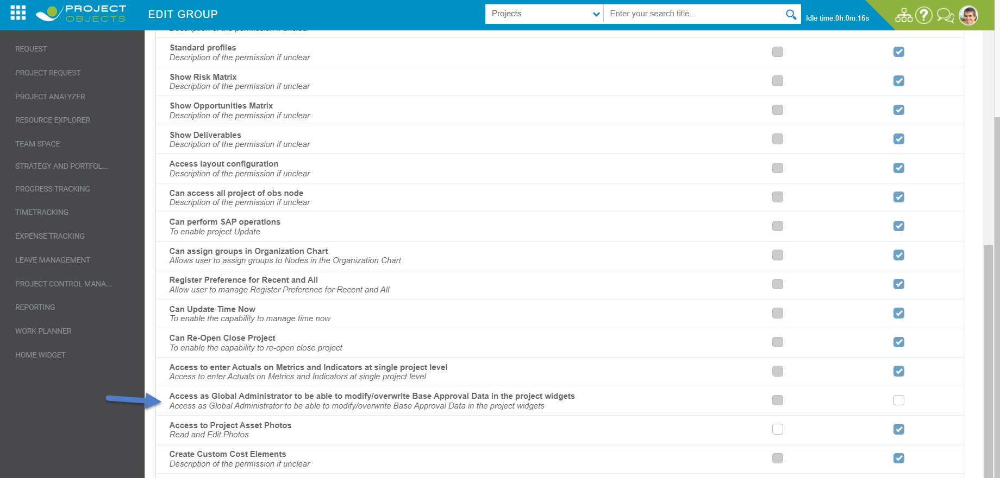 PROJECT
OBJECTS
EDIT GROUP
Projects
Enter your search title...
Idle time:0h:0m:16s
REQUEST
PROJECT REQUEST
PROJECT ANALYZER
RESOURCE EXPLORER
TEAM SPACE
STRATEGY AND PORTFOL...
PROGRESS TRACKING
TIMETRACKING
EXPENSE TRACKING
LEAVE MANAGEMENT
PROJECT CONTROL MANA...
REPORTING
WORK PLANNER
HOME WIDGET
Description of the permission if unclear
Standard profiles
Description of the permission if unclear
Show Risk Matrix
Description of the permission if unclear
Show Opportunities Matrix
Description of the permission if unclear
Show Deliverables
Description of the permission if unclear
Access layout configuration
Description of the permission if unclear
Can access all project of obs node
Description of the permission if unclear
Can perform SAP operations
To enable project Update
Can assign groups in Organization Chart
Allows user to assign groups to Nodes in the Organization Chart
Register Preference for Recent and All
Allow user to manage Register Preference for Recent and All
Can Update Time Now
To enable the capability to manage time now
Can Re-Open Close Project
To enable the capability to re-open close project
Access to enter Actuals on Metrics and Indicators at single project level
Access to enter Actuals on Metrics and Indicators at single project level
Access as Global Administrator to be able to modify/overwrite Base Approval Data in the project widgets
Access as Global Administrator to be able to modify/overwrite Base Approval Data in the project widgets
Access to Project Asset Photos
Read and Edit Photos
Create Custom Cost Elements
Description of the permission if unclear